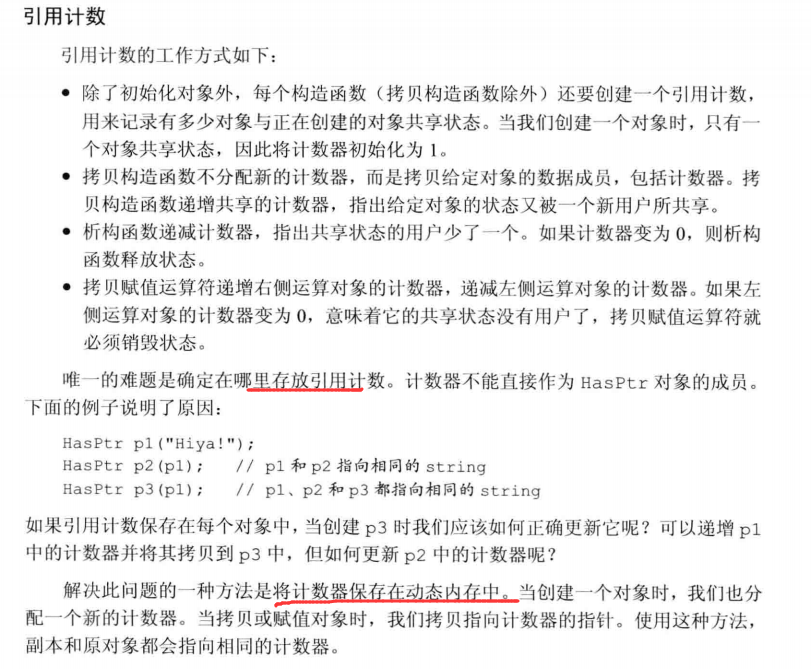 引用计数
引用计数的工作方式如下：
● 除了初始化对象外，每个构造函数（拷贝构造函数除外）还要创建一个引用计数，
用来记录有多少对象与正在创建的对象共享状态。当我们创建一个对象时，只有一
个对象共享状态，因此将计数器初始化为 1。
● 拷贝构造函数不分配新的计数器，而是拷贝给定对象的数据成员，包括计数器。拷
贝构造函数递增共享的计数器，指出给定对象的状态又被一个新用户所共享。
● 析构函数递减计数器，指出共享状态的用户少了一个。如果计数器变为 0，则析构
函数释放状态。
● 拷贝赋值运算符递增右侧运算对象的计数器，递减左侧运算对象的计数器。如果左
侧运算对象的计数器变为 0，意味着它的共享状态没有用户了，拷贝赋值运算符就
必须销毁状态。
唯一的难题是确定在哪里存放引用计数。计数器不能直接作为 HasPtr 对象的成员。
下面的例子说明了原因：
HasPtr p1("Hiya!");
HasPtr p2(p1); // p1 和 p2 指向相同的 string
HasPtr p3(p1); // p1、p2 和 p3 都指向相同的 string
如果引用计数保存在每个对象中，当创建 p3 时我们应该如何正确更新它呢？可以递增 p1
中的计数器并将其拷贝到 p3 中，但如何更新 p2 中的计数器呢？
解决此问题的一种方法是将计数器保存在动态内存中。当创建一个对象时，我们也分
配一个新的计数器。当拷贝或赋值对象时，我们拷贝指向计数器的指针。使用这种方法，
副本和原对象都会指向相同的计数器。